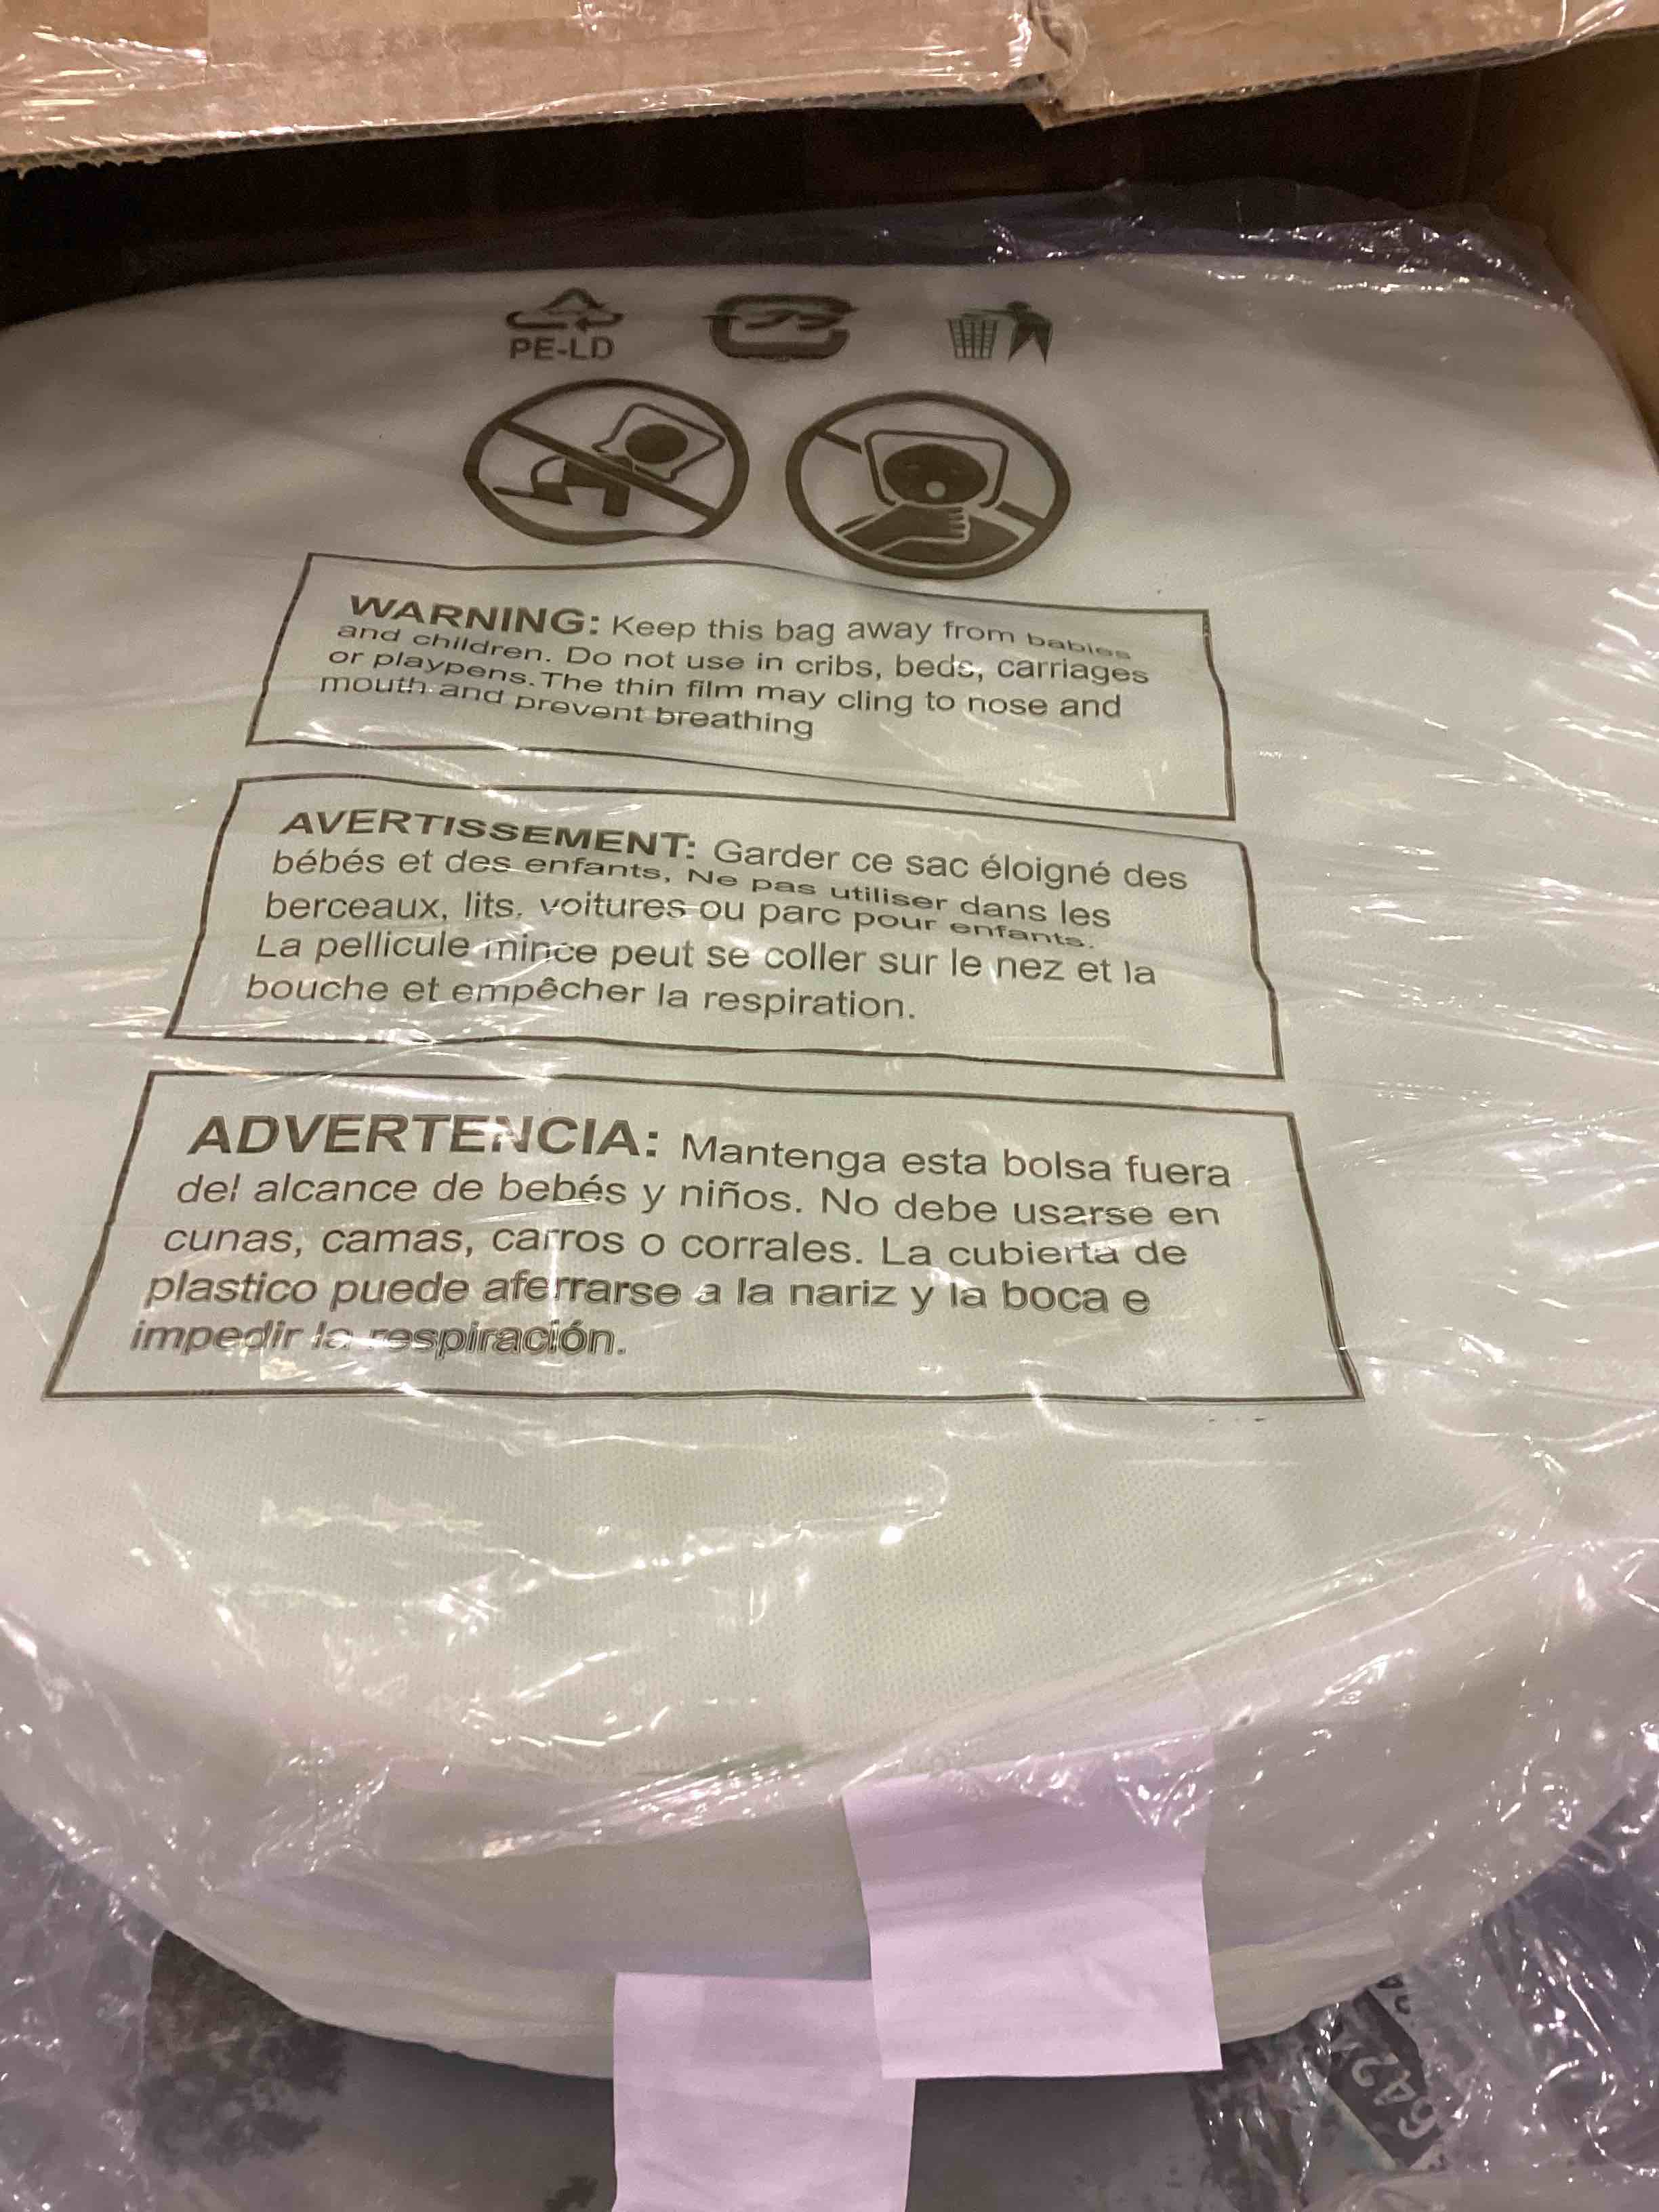 PE-LD
WARNING: Keep this bag away from babies
and children. Do not use in cribs, beds, carriages
or playpens. The thin film may cling to nose and
mouth and prevent breathing
AVERTISSEMENT: Garder ce sac éloigné des
bébés et des enfants. Ne pas utiliser dans les
berceaux, lits, voitures ou parc pour enfants.
La pellicule mince peut se coller sur le nez et la
bouche et empêcher la respiration.
ADVERTENCIA: Mantenga esta bolsa fuera
del alcance de bebés y niños. No debe usarse en
cunas, camas, carros o corrales. La cubierta de
plastico puede aferrarse a la nariz y la boca e
impedir la respiración.